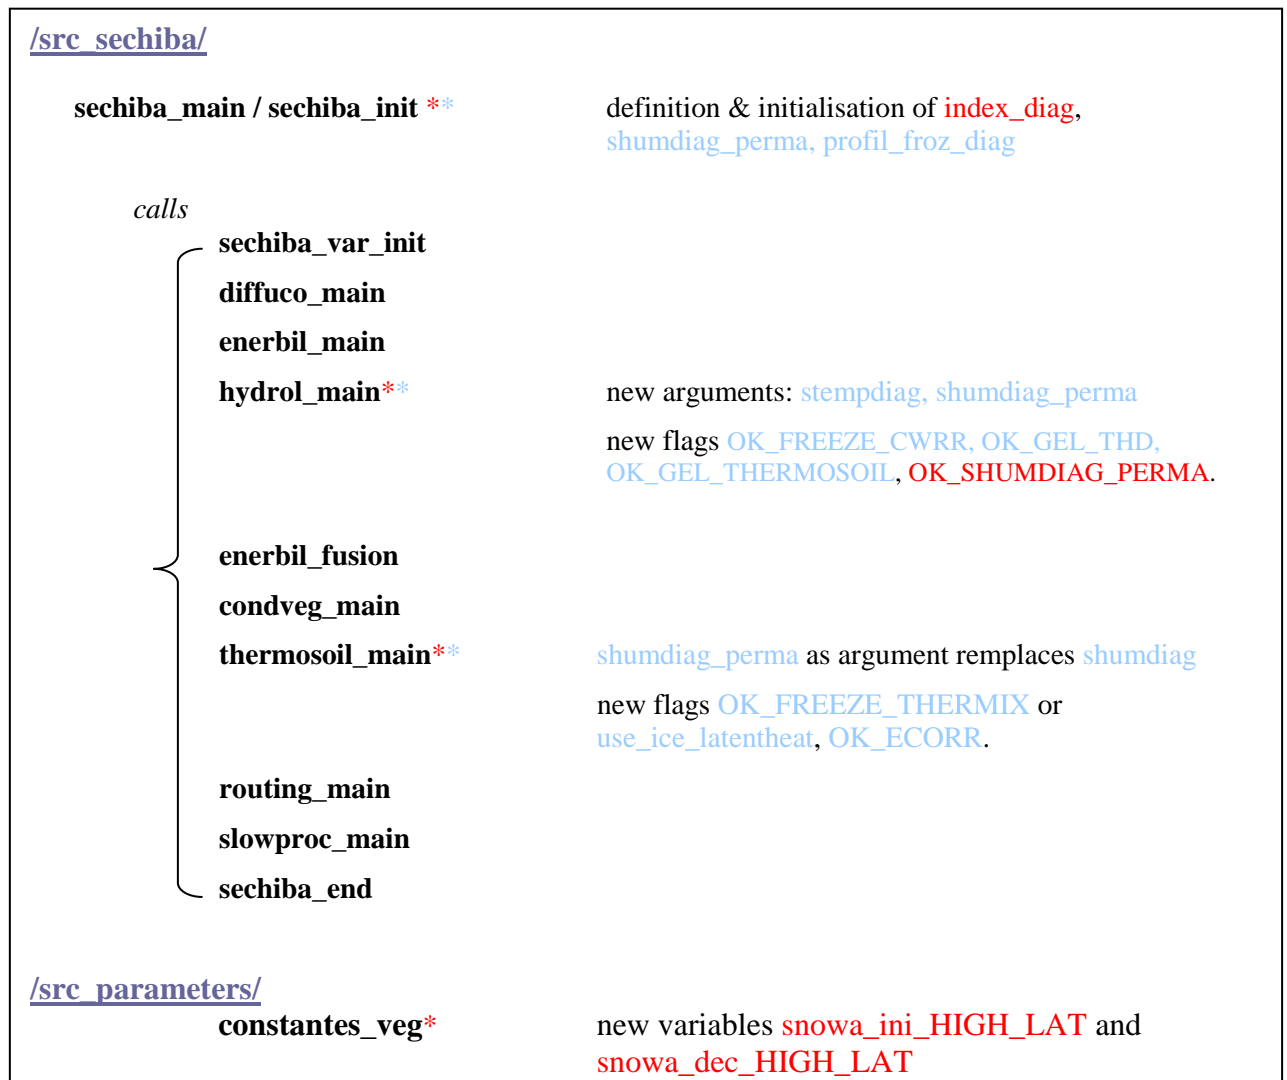 /src_sechiba/
sechiba_main / sechiba_init ** definition & initialisation of index_diag,
shumdiag_perma, profil_froz_diag
calls
sechiba_var_init
diffuco_main
enerbil_main
hydrol_main** new arguments: stempdiag, shumdiag_perma
new flags OK_FREEZE_CWRR, OK_GEL_THD,
OK_GEL_THERMOSOIL, OK_SHUMDIAG_PERMA.
enerbil_fusion
condveg_main
thermosoil_main** shumdiag_perma as argument remplaces shumdiag
new flags OK_FREEZE_THERMIX or
use_ice_latentheat, OK_ECORR.
routing_main
slowproc_main
sechiba_end
/src_parameters/
constantes_veg* new variables snowa_ini_HIGH_LAT and
snowa_dec_HIGH_LAT